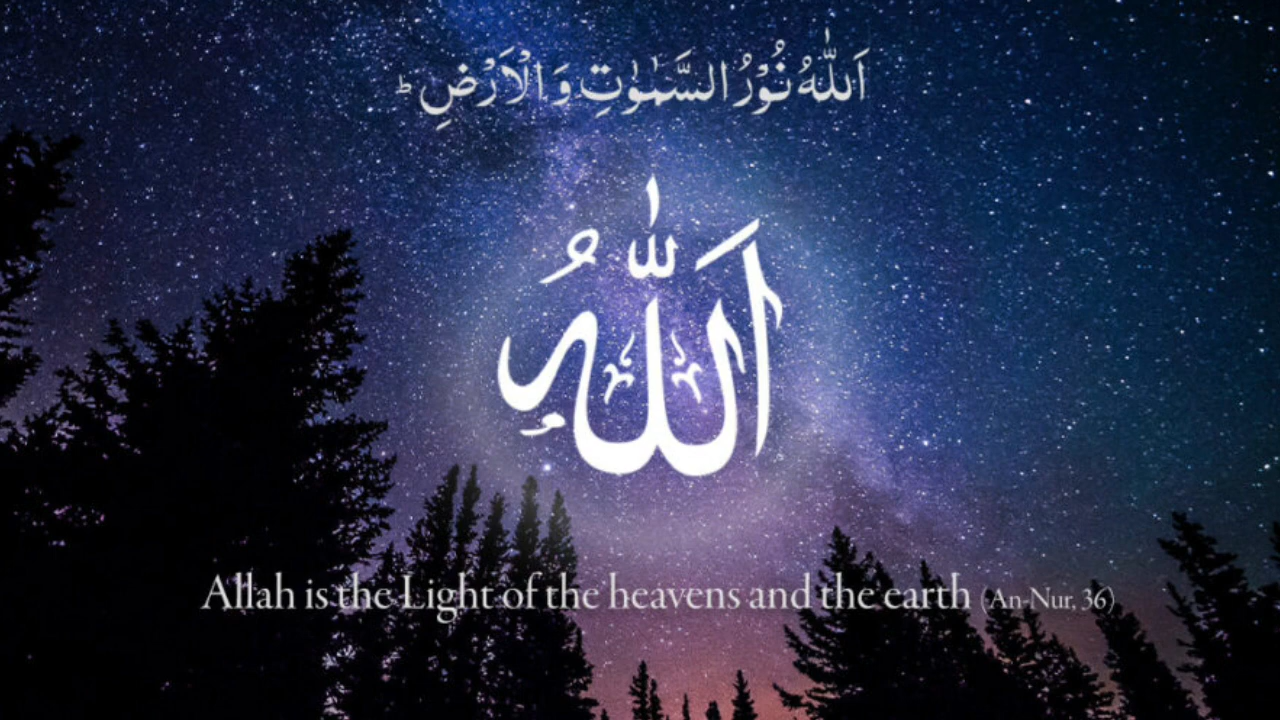 اَللّٰهُ نُوْرُ السَّمٰوٰتِ وَالْاَرْضِ ؕ
اَللّٰهُ
Allah is the Light of the heavens and the earth (An-Nur, 36)